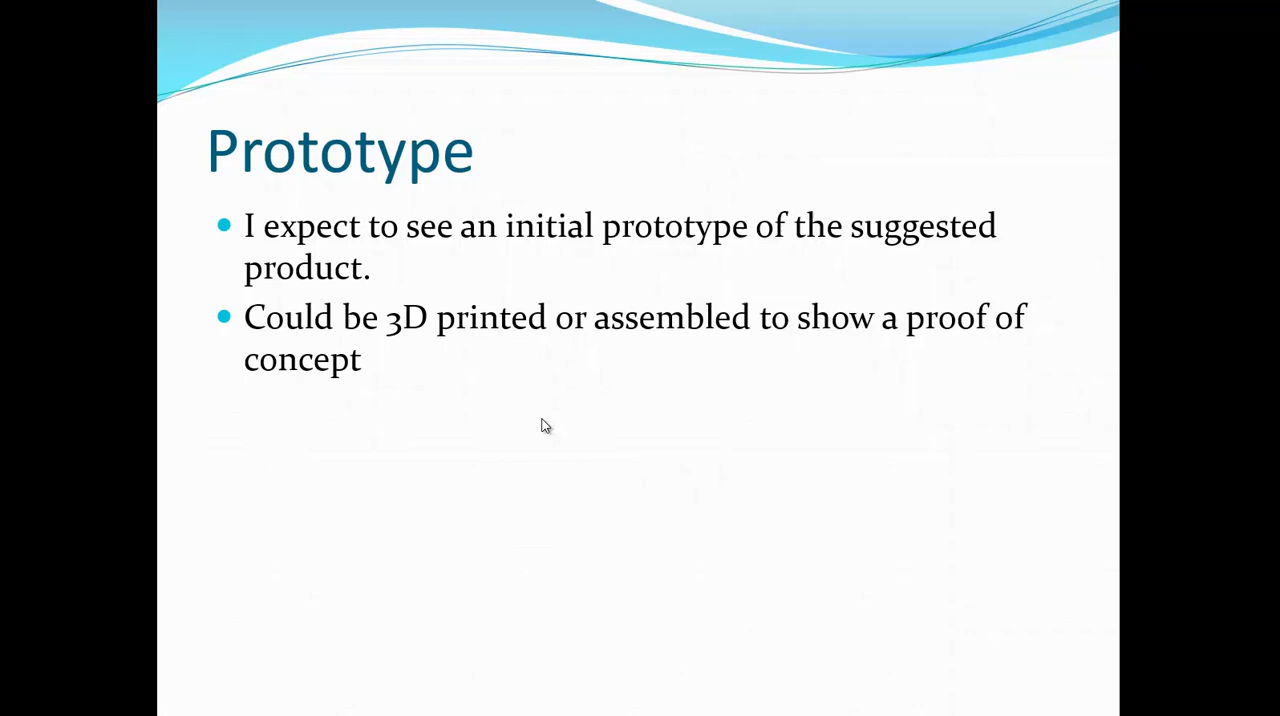 Prototype
I expect to see an initial prototype of the suggested
product.
Could be 3D printed or assembled to show a proof of
concept